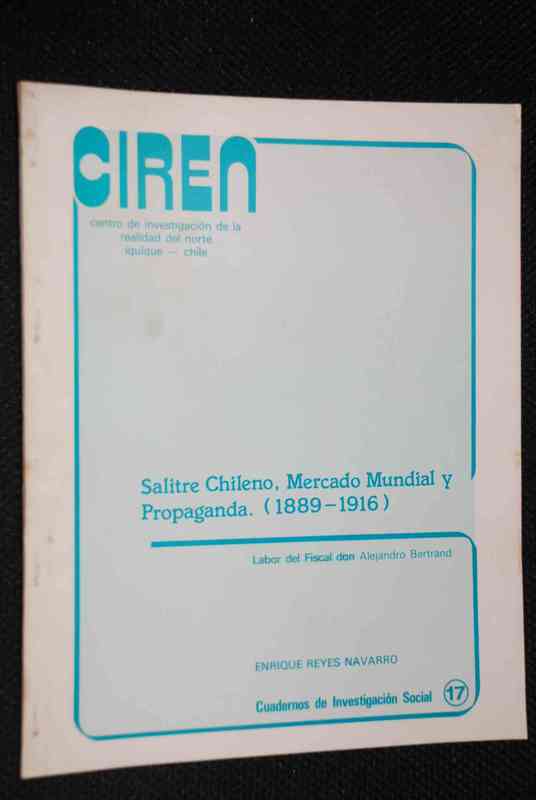 CIREN
centro de investigación de la
realidad del norte
iquique — chile
Salitre Chileno, Mercado Mundial y
Propaganda. (1889-1916)
Labor del Fiscal don Alejandro Bertrand
ENRIQUE REYES NAVARRO
Cuadernos de Investigación Social 17